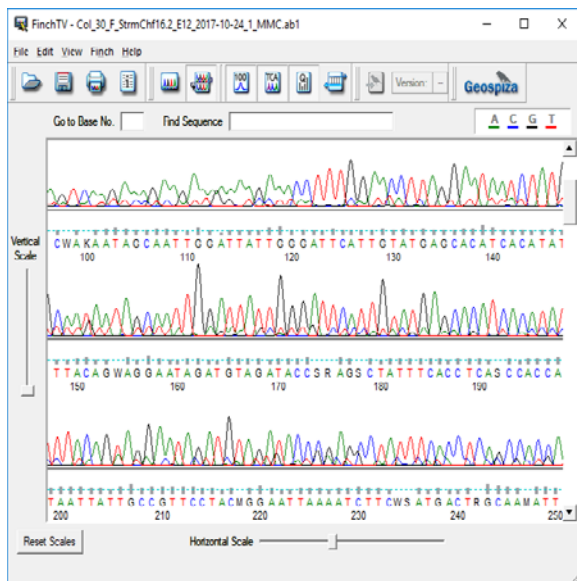 FinchTV - Col_30_F_StrmChf16.2_E12_2017-10-24_1_MMC.ab1
File Edit View Finch Help
Version: Geospiza
Go to Base No. Find Sequence A C G T
Vertical Scale
CWAKAATAGCAATTGGATTATTGGGATTCATTGTATGAGCACATCACATAT
100 110 120 130 140
TTACAGWAGGAATAGATGTAGATACCSRAGSCTATTTCACCTCASCCACCA
150 160 170 180 190
TAATTATTGCCGTTCCTACMGGAATTAAAATCTTCWSATGACTRGCAAMATT
200 210 220 230 240 250
Reset Scales Horizontal Scale